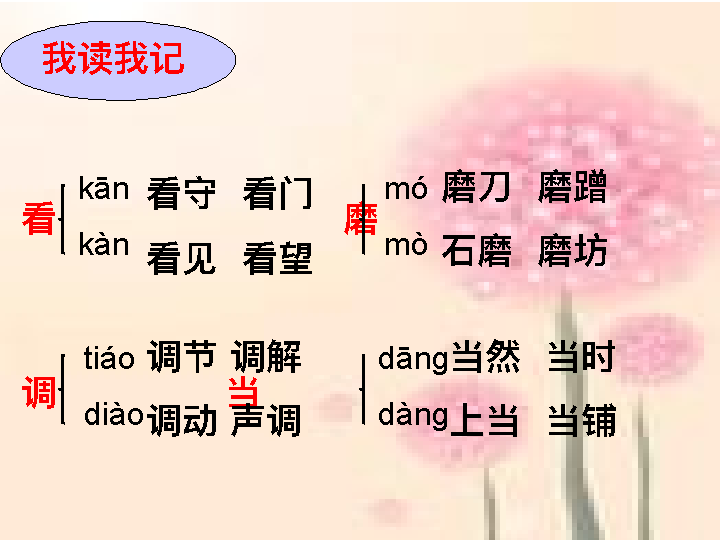 我读我记
看
kān 看守 看门
kàn 看见 看望
磨
mó 磨刀 磨蹭
mò 石磨 磨坊
调
tiáo 调节 调解
diào 调动 声调
当
dāng 当然 当时
dàng 上当 当铺